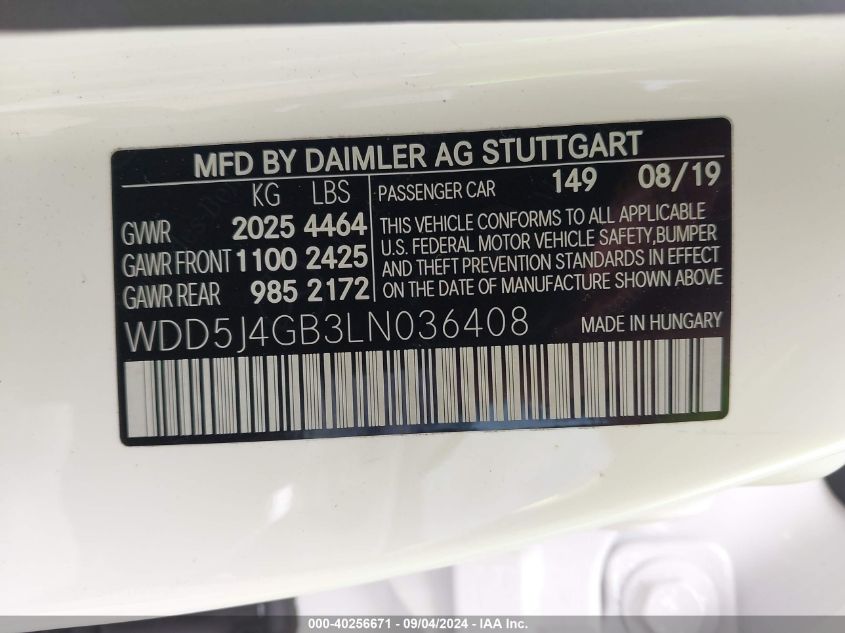 MFD BY DAIMLER AG STUTTGART
KG LBS PASSENGER CAR 149 08/19
GVWR 2025 4464
GAWR FRONT 1100 2425
GAWR REAR 985 2172
THIS VEHICLE CONFORMS TO ALL APPLICABLE
U.S. FEDERAL MOTOR VEHICLE SAFETY,BUMPER
AND THEFT PREVENTION STANDARDS IN EFFECT
ON THE DATE OF MANUFACTURE SHOWN ABOVE
WDD5J4GB3LN036408 MADE IN HUNGARY
000-40256671 - 09/04/2024 - IAA Inc.